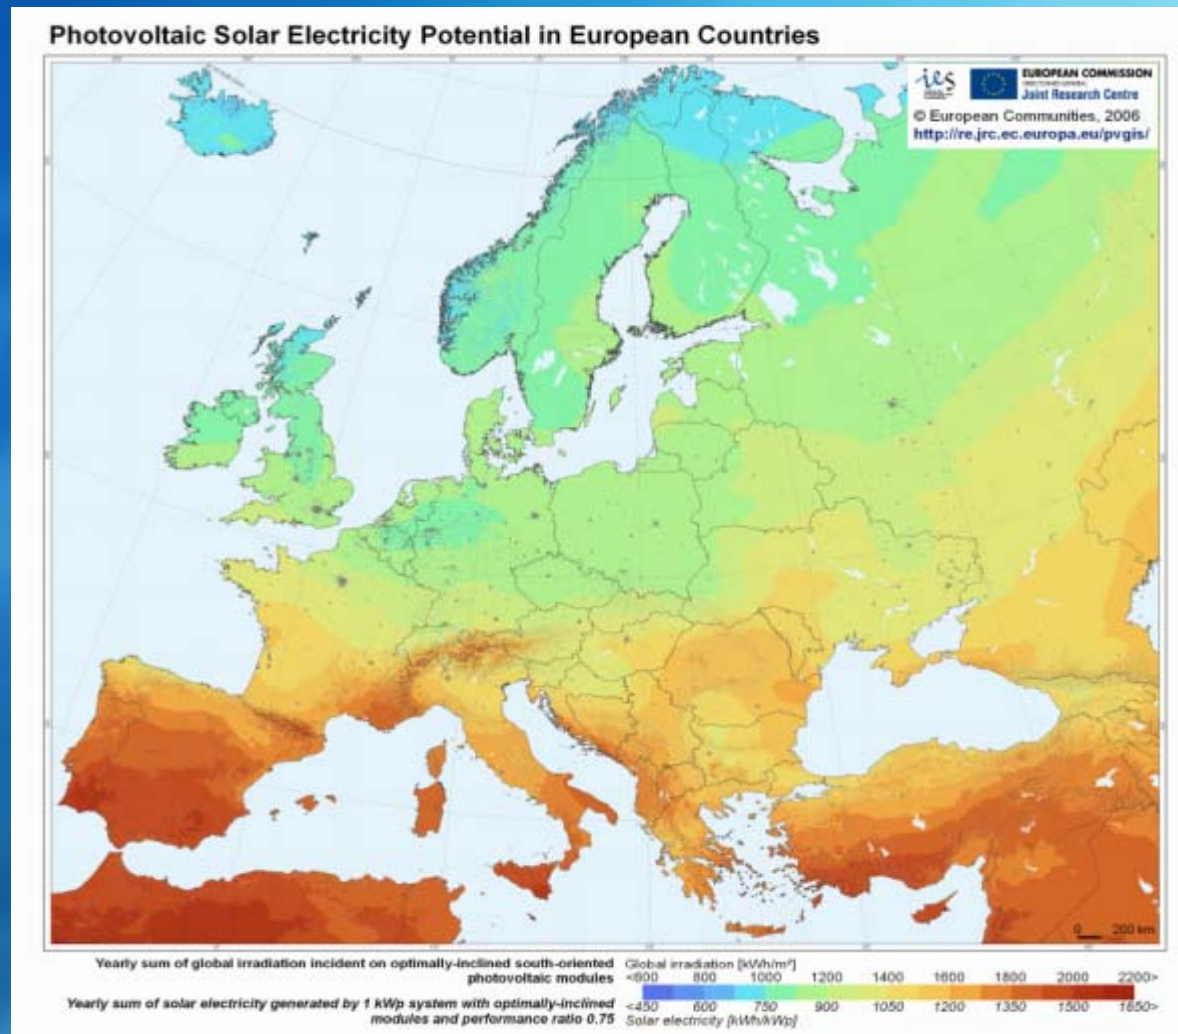 Photovoltaic Solar Electricity Potential in European Countries
ies
EUROPEAN COMMISSION
Joint Research Centre
© European Communities, 2006
http://re.jrc.ec.europa.eu/pvgis/
0 200 km
Yearly sum of global irradiation incident on optimally-inclined south-oriented
photovoltaic modules
Global irradiation [kWh/m²]
<600 800 1000 1200 1400 1600 1800 2000 2200>
Yearly sum of solar electricity generated by 1 kWp system with optimally-inclined
modules and performance ratio 0.75
<450 600 750 900 1050 1200 1350 1500 1650>
Solar electricity [kWh/kWp]